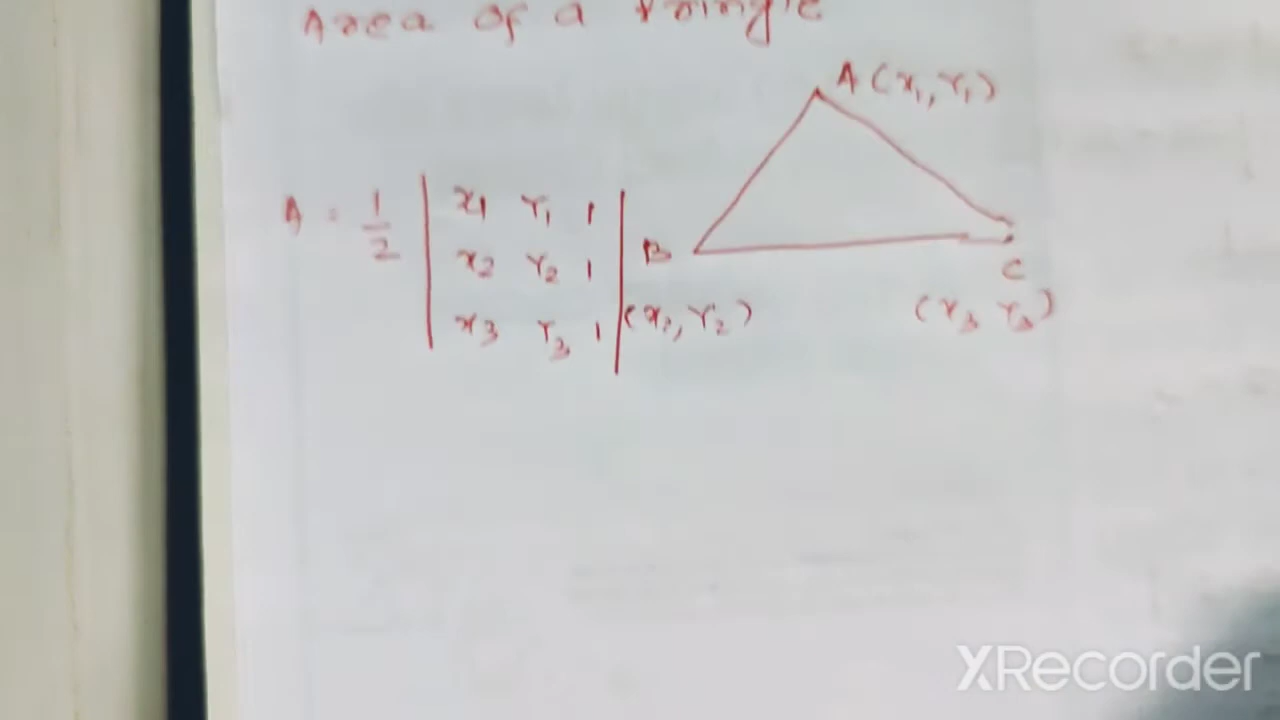 Area of a tringle
A (x1, Y1)
A = 1/2 | x1 Y1 1 |
| x2 Y2 1 |
| x3 Y3 1 |
B
(x2, Y2)
C
(x3 Y3)
XRecorder